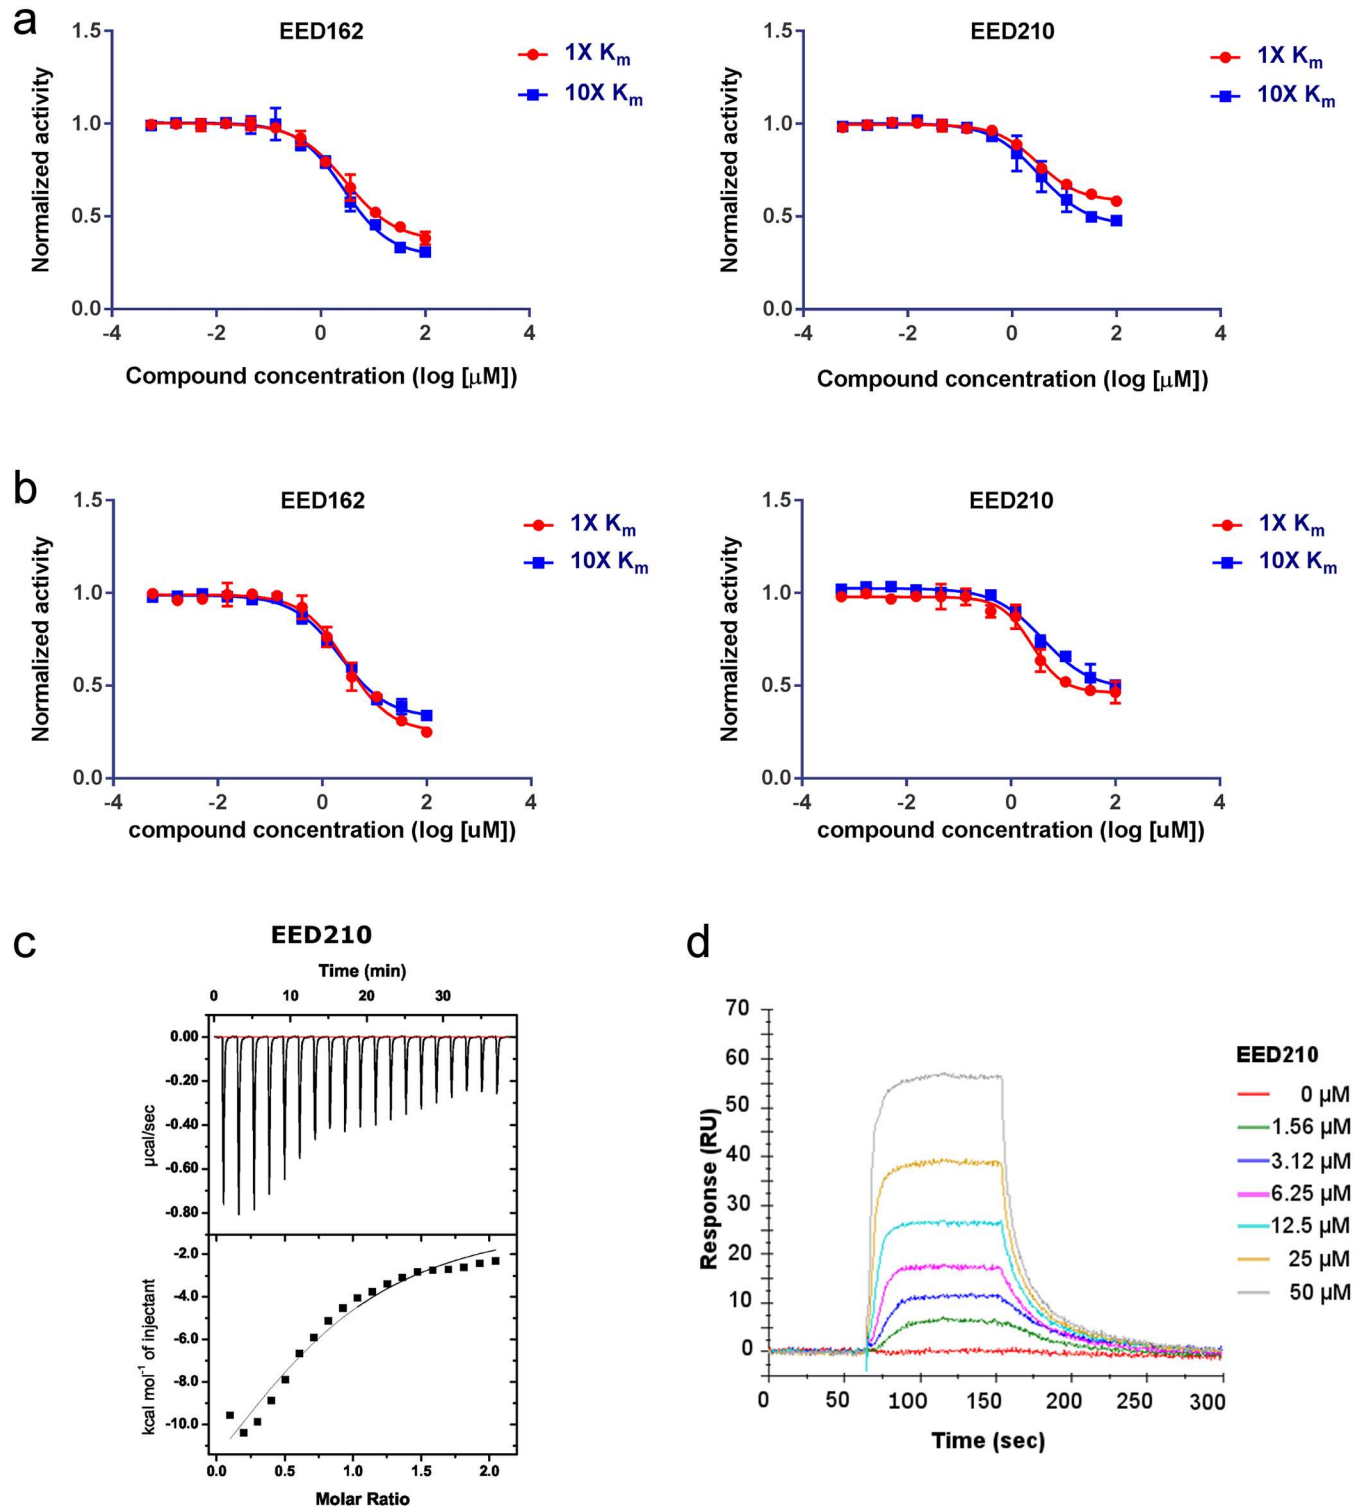 a
EED162
1.5
1.0
0.5
0.0
Normalized activity
-4 -2 0 2 4
Compound concentration (log [μM])
1X Km
10X Km
EED210
1.5
1.0
0.5
0.0
Normalized activity
-4 -2 0 2 4
Compound concentration (log [μM])
1X Km
10X Km
b
EED162
1.5
1.0
0.5
0.0
Normalized activity
-4 -2 0 2 4
compound concentration (log [uM])
1X Km
10X Km
EED210
1.5
1.0
0.5
0.0
Normalized activity
-4 -2 0 2 4
compound concentration (log [uM])
1X Km
10X Km
c
EED210
Time (min)
0 10 20 30
0.00
-0.20
-0.40
-0.60
-0.80
µcal/sec
-2.0
-4.0
-6.0
-8.0
-10.0
kcal mol⁻¹ of injectant
0.0 0.5 1.0 1.5 2.0
Molar Ratio
d
70
60
50
40
30
20
10
0
Response (RU)
0 50 100 150 200 250 300
Time (sec)
EED210
0 µM
1.56 µM
3.12 µM
6.25 µM
12.5 µM
25 µM
50 µM